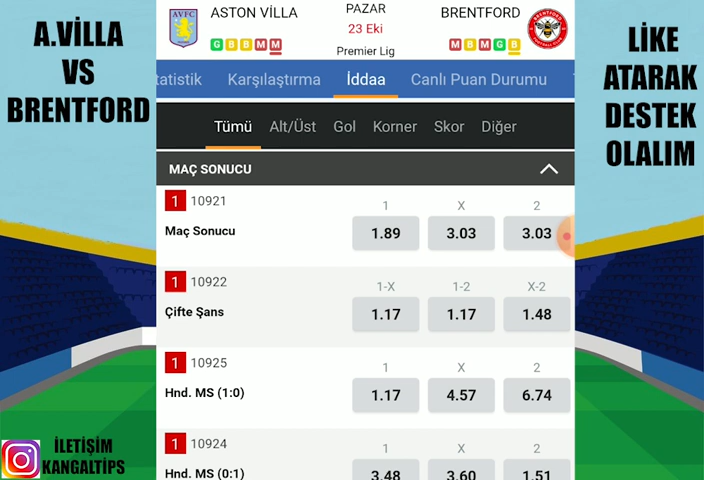 A.VİLLA
VS
BRENTFORD
AVFC
ASTON VİLLA
G B B M M
PAZAR
23 Eki
Premier Lig
BRENTFORD
M B M G B
LİKE
ATARAK
DESTEK
OLALIM
tatistik Karşılaştırma İddaa Canlı Puan Durumu
Tümü Alt/Üst Gol Korner Skor Diğer
MAÇ SONUCU
1 10921 1 X 2
Maç Sonucu 1.89 3.03 3.03
1 10922 1-X 1-2 X-2
Çifte Şans 1.17 1.17 1.48
1 10925 1 X 2
Hnd. MS (1:0) 1.17 4.57 6.74
1 10924 1 X 2
Hnd. MS (0:1) 3.48 3.60 1.51
İLETİŞİM
KANGALTİPS